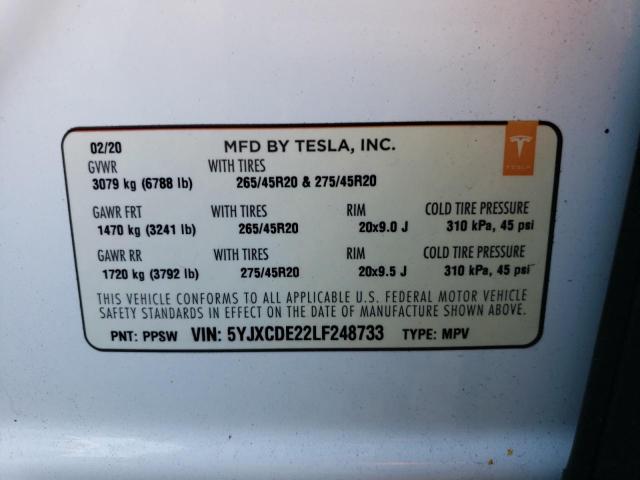 02/20 MFD BY TESLA, INC.
GVWR WITH TIRES
3079 kg (6788 lb) 265/45R20 & 275/45R20
GAWR FRT WITH TIRES RIM COLD TIRE PRESSURE
1470 kg (3241 lb) 265/45R20 20x9.0 J 310 kPa, 45 psi
GAWR RR WITH TIRES RIM COLD TIRE PRESSURE
1720 kg (3792 lb) 275/45R20 20x9.5 J 310 kPa, 45 psi
THIS VEHICLE CONFORMS TO ALL APPLICABLE U.S. FEDERAL MOTOR VEHICLE
SAFETY STANDARDS IN EFFECT ON THE DATE OF MANUFACTURE SHOWN ABOVE.
PNT: PPSW VIN: 5YJXCDE22LF248733 TYPE: MPV